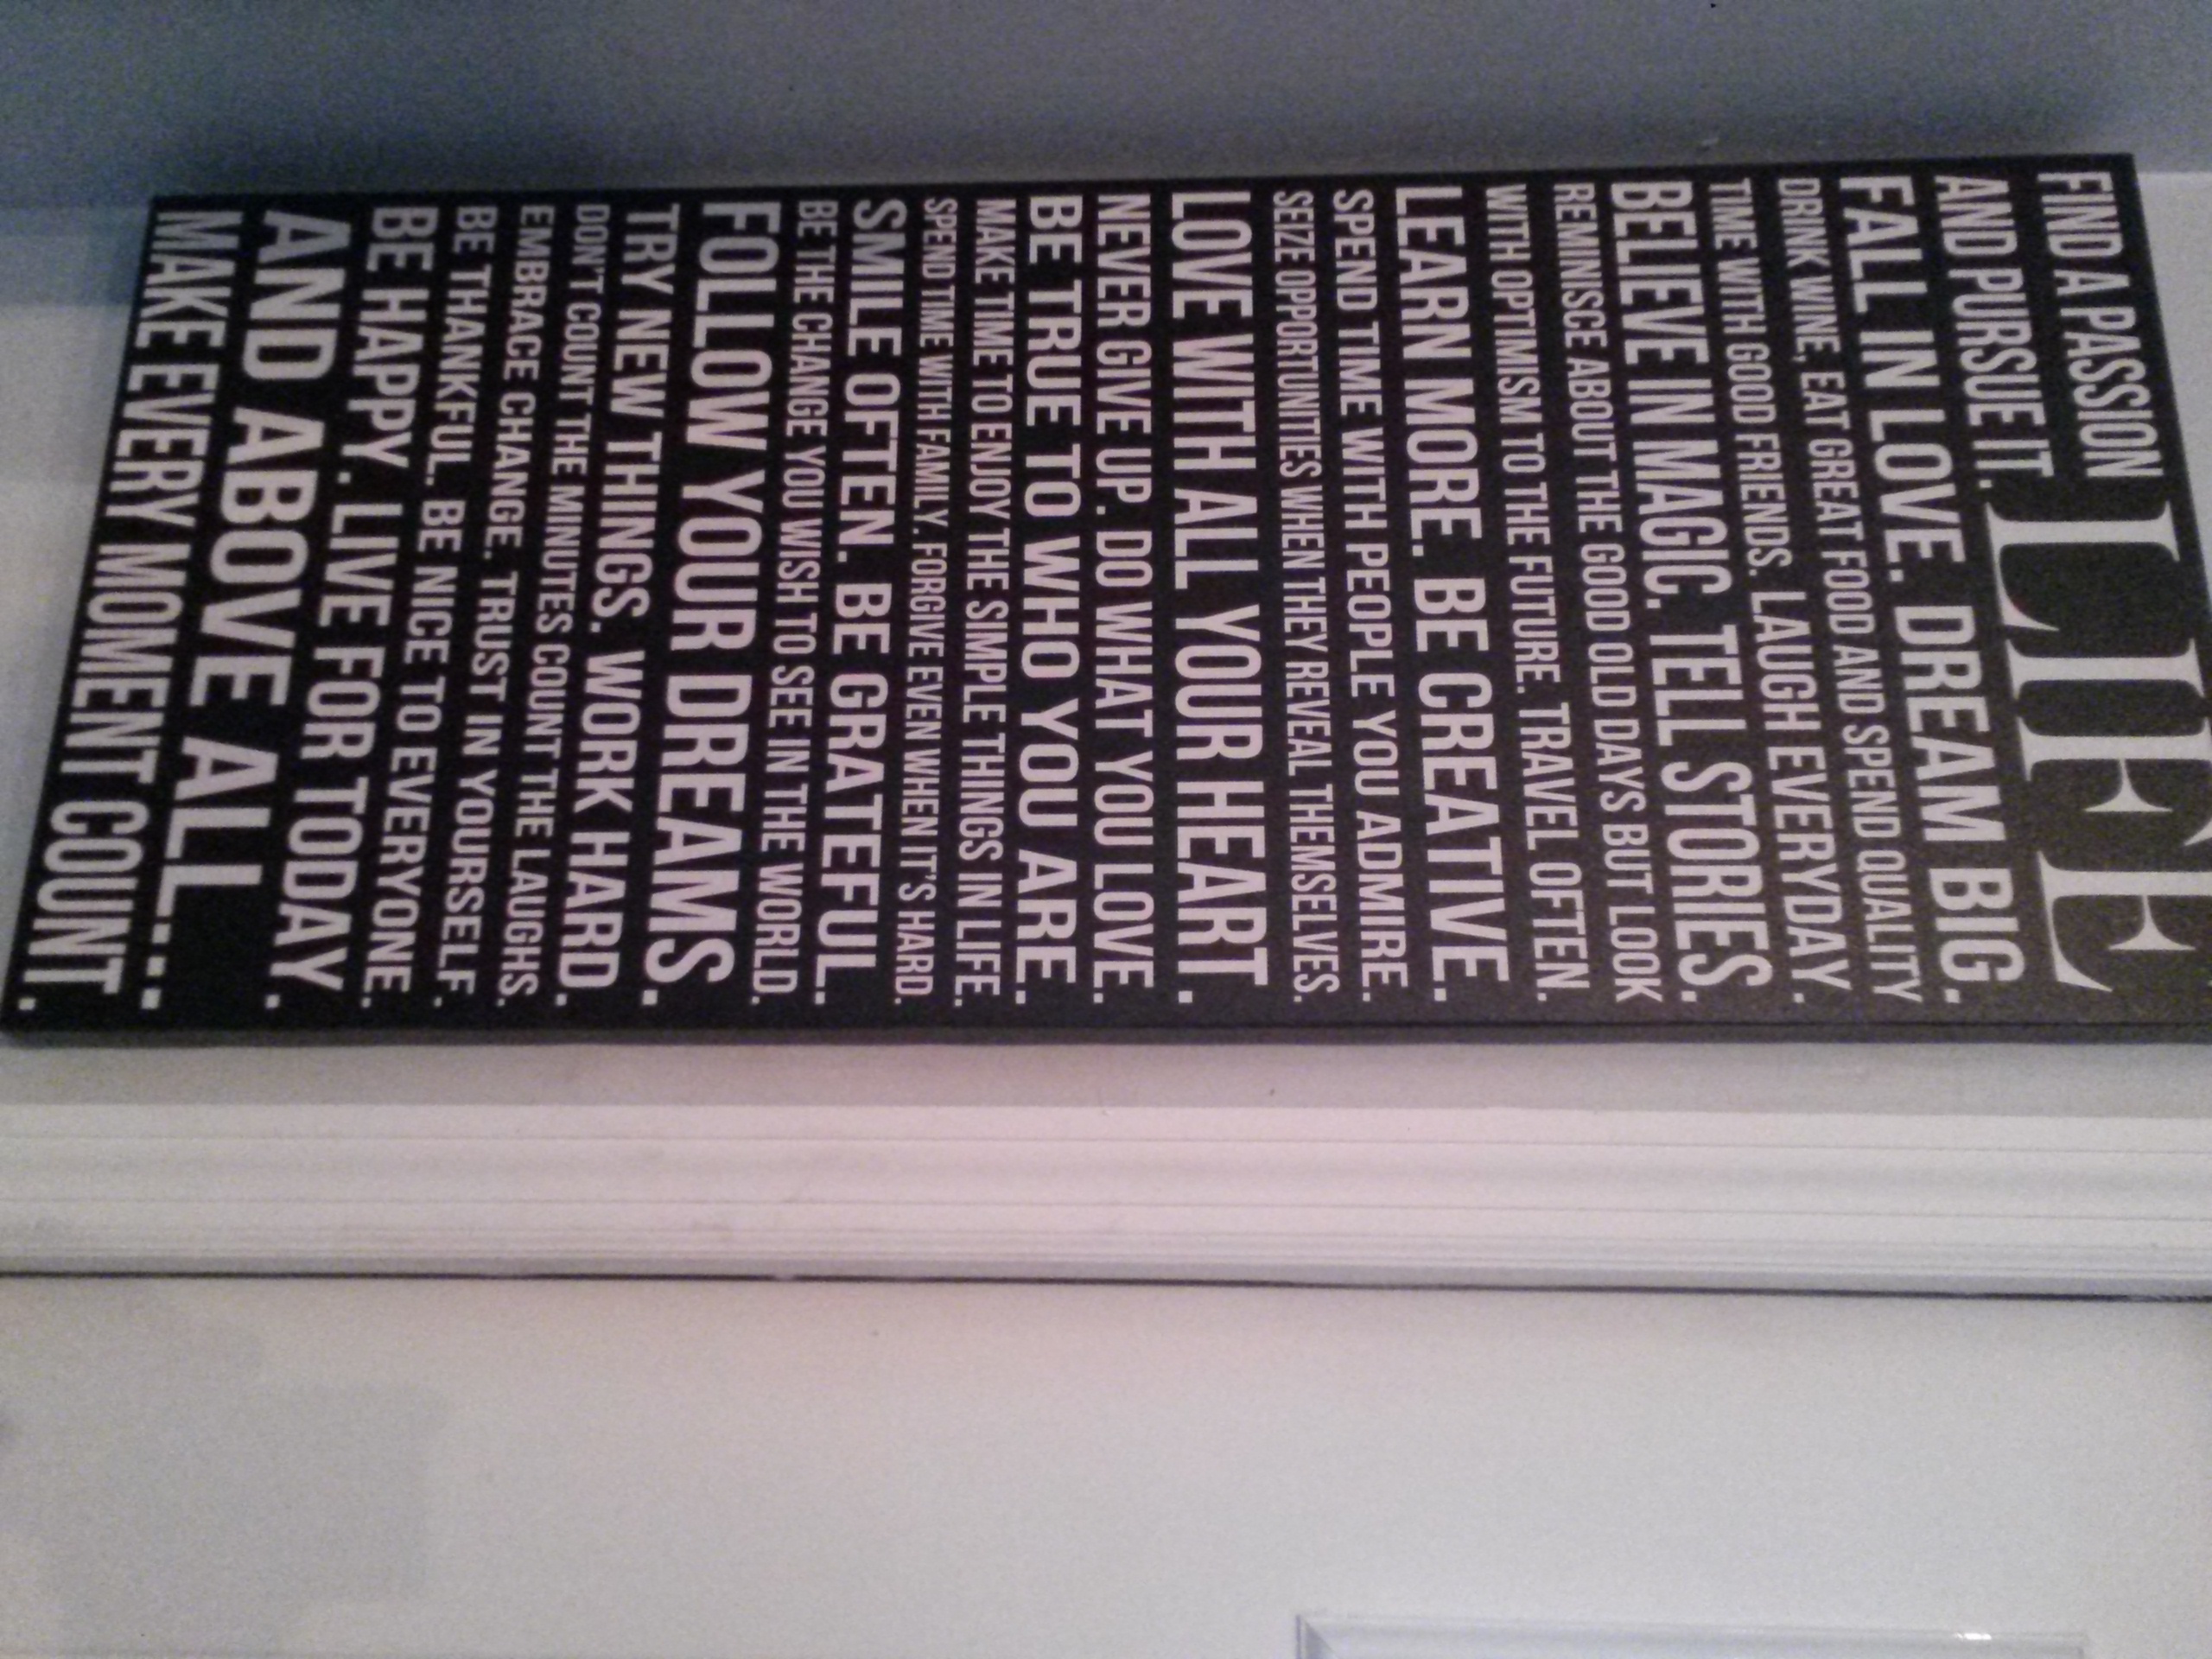 FIND A PASSION
AND PURSUE IT. LIFE
FALL IN LOVE. DREAM BIG.
DRINK WINE, EAT GREAT FOOD AND SPEND QUALITY
TIME WITH GOOD FRIENDS. LAUGH EVERYDAY.
BELIEVE IN MAGIC. TELL STORIES.
REMINISCE ABOUT THE GOOD OLD DAYS BUT LOOK
WITH OPTIMISM TO THE FUTURE. TRAVEL OFTEN.
LEARN MORE. BE CREATIVE.
SPEND TIME WITH PEOPLE YOU ADMIRE.
SEIZE OPPORTUNITIES WHEN THEY REVEAL THEMSELVES.
LOVE WITH ALL YOUR HEART.
NEVER GIVE UP. DO WHAT YOU LOVE.
BE TRUE TO WHO YOU ARE.
MAKE TIME TO ENJOY THE SIMPLE THINGS IN LIFE.
SPEND TIME WITH FAMILY. FORGIVE EVEN WHEN IT'S HARD.
SMILE OFTEN. BE GRATEFUL.
BE THE CHANGE YOU WISH TO SEE IN THE WORLD.
FOLLOW YOUR DREAMS.
TRY NEW THINGS. WORK HARD.
DON'T COUNT THE MINUTES COUNT THE LAUGHS.
EMBRACE CHANGE. TRUST IN YOURSELF.
BE THANKFUL. BE NICE TO EVERYONE.
BE HAPPY. LIVE FOR TODAY.
AND ABOVE ALL...
MAKE EVERY MOMENT COUNT.